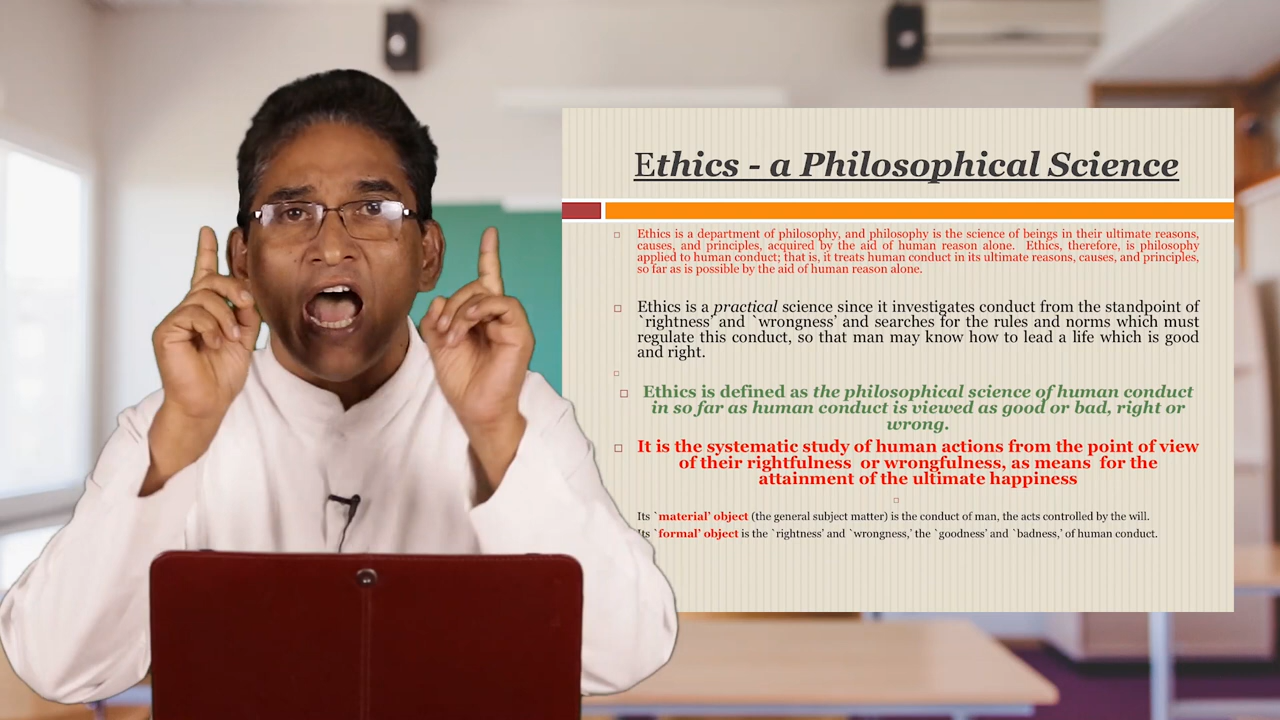 Ethics - a Philosophical Science
Ethics is a department of philosophy, and philosophy is the science of beings in their ultimate reasons,
causes, and principles, acquired by the aid of human reason alone. Ethics, therefore, is philosophy
applied to human conduct; that is, it treats human conduct in its ultimate reasons, causes, and principles,
so far as is possible by the aid of human reason alone.
Ethics is a practical science since it investigates conduct from the standpoint of
`rightness’ and `wrongness’ and searches for the rules and norms which must
regulate this conduct, so that man may know how to lead a life which is good
and right.
Ethics is defined as the philosophical science of human conduct
in so far as human conduct is viewed as good or bad, right or
wrong.
It is the systematic study of human actions from the point of view
of their rightfulness or wrongfulness, as means for the
attainment of the ultimate happiness
Its `material’ object (the general subject matter) is the conduct of man, the acts controlled by the will.
Its `formal’ object is the `rightness’ and `wrongness,’ the `goodness’ and `badness,’ of human conduct.